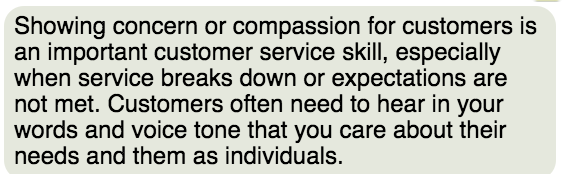 Showing concern or compassion for customers is
an important customer service skill, especially
when service breaks down or expectations are
not met. Customers often need to hear in your
words and voice tone that you care about their
needs and them as individuals.